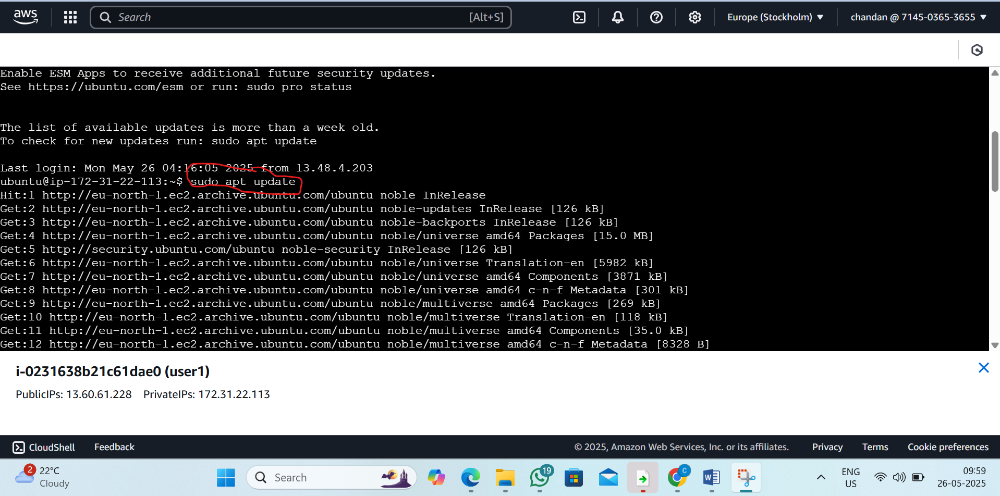 aws
Search [Alt+S]
Europe (Stockholm) ▼
chandan @ 7145-0365-3655 ▼
Enable ESM Apps to receive additional future security updates.
See https://ubuntu.com/esm or run: sudo pro status
The list of available updates is more than a week old.
To check for new updates run: sudo apt update
Last login: Mon May 26 04:16:05 2025 from 13.48.4.203
ubuntu@ip-172-31-22-113:~$ sudo apt update
Hit:1 http://eu-north-1.ec2.archive.ubuntu.com/ubuntu noble InRelease
Get:2 http://eu-north-1.ec2.archive.ubuntu.com/ubuntu noble-updates InRelease [126 kB]
Get:3 http://eu-north-1.ec2.archive.ubuntu.com/ubuntu noble-backports InRelease [126 kB]
Get:4 http://eu-north-1.ec2.archive.ubuntu.com/ubuntu noble/universe amd64 Packages [15.0 MB]
Get:5 http://security.ubuntu.com/ubuntu noble-security InRelease [126 kB]
Get:6 http://eu-north-1.ec2.archive.ubuntu.com/ubuntu noble/universe Translation-en [5982 kB]
Get:7 http://eu-north-1.ec2.archive.ubuntu.com/ubuntu noble/universe amd64 Components [3871 kB]
Get:8 http://eu-north-1.ec2.archive.ubuntu.com/ubuntu noble/universe amd64 c-n-f Metadata [301 kB]
Get:9 http://eu-north-1.ec2.archive.ubuntu.com/ubuntu noble/multiverse amd64 Packages [269 kB]
Get:10 http://eu-north-1.ec2.archive.ubuntu.com/ubuntu noble/multiverse Translation-en [118 kB]
Get:11 http://eu-north-1.ec2.archive.ubuntu.com/ubuntu noble/multiverse amd64 Components [35.0 kB]
Get:12 http://eu-north-1.ec2.archive.ubuntu.com/ubuntu noble/multiverse amd64 c-n-f Metadata [8328 B]
i-0231638b21c61dae0 (user1)
PublicIPs: 13.60.61.228 PrivateIPs: 172.31.22.113
CloudShell Feedback © 2025, Amazon Web Services, Inc. or its affiliates. Privacy Terms Cookie preferences
2
22°C
Cloudy
Search
19
C
W
ENG
US
09:59
26-05-2025